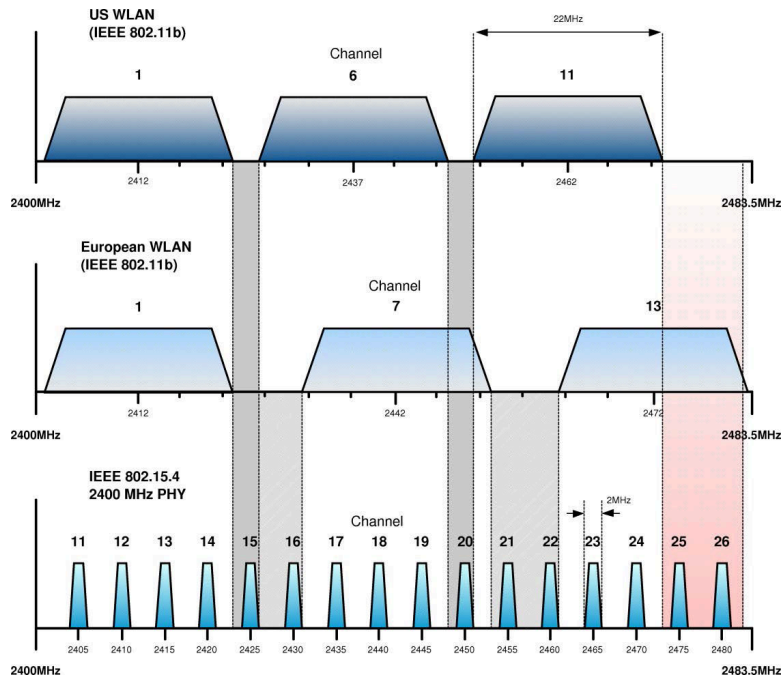 US WLAN
(IEEE 802.11b)
22MHz
Channel
1 6 11
2412 2437 2462
2400MHz 2483.5MHz
European WLAN
(IEEE 802.11b)
Channel
1 7 13
2412 2442 2472
2400MHz 2483.5MHz
IEEE 802.15.4
2400 MHz PHY
2MHz
Channel
11 12 13 14 15 16 17 18 19 20 21 22 23 24 25 26
2405 2410 2415 2420 2425 2430 2435 2440 2445 2450 2455 2460 2465 2470 2475 2480
2400MHz 2483.5MHz